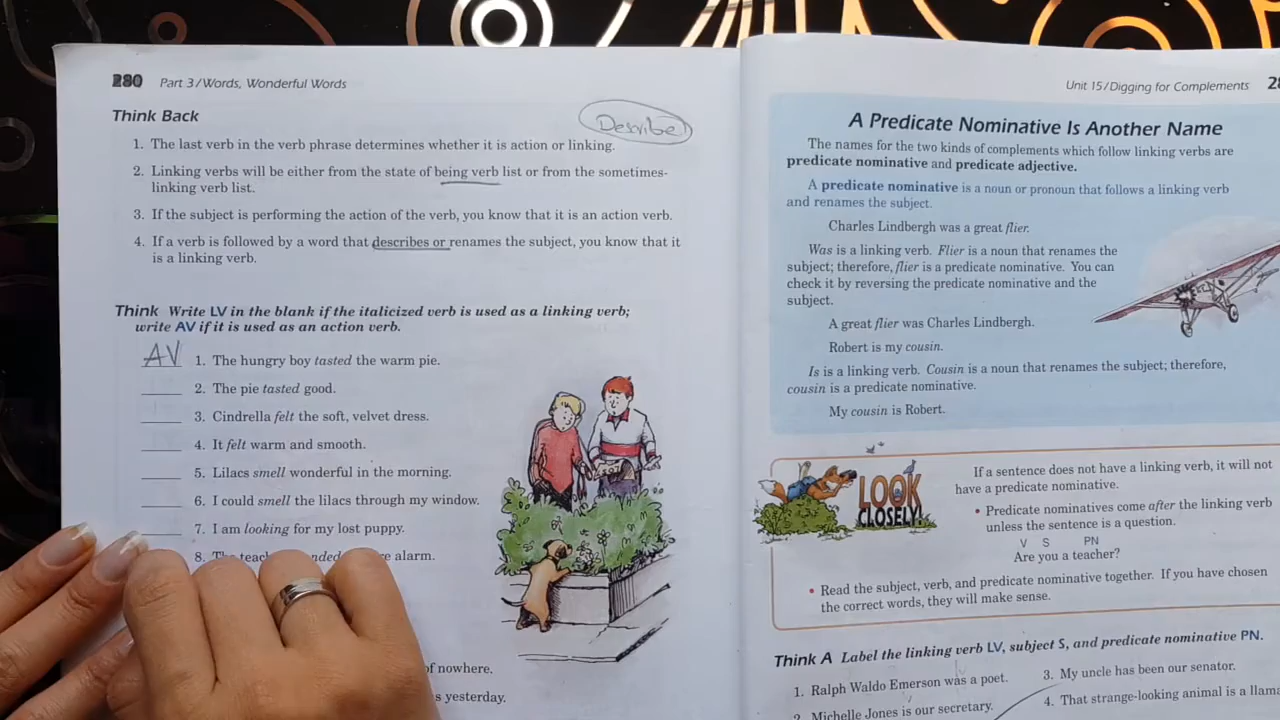 280 Part 3/Words, Wonderful Words
Think Back
Describe
1. The last verb in the verb phrase determines whether it is action or linking.
2. Linking verbs will be either from the state of being verb list or from the sometimes-
linking verb list.
3. If the subject is performing the action of the verb, you know that it is an action verb.
4. If a verb is followed by a word that describes or renames the subject, you know that it
is a linking verb.
Think Write LV in the blank if the italicized verb is used as a linking verb;
write AV if it is used as an action verb.
AV 1. The hungry boy tasted the warm pie.
2. The pie tasted good.
3. Cindrella felt the soft, velvet dress.
4. It felt warm and smooth.
5. Lilacs smell wonderful in the morning.
6. I could smell the lilacs through my window.
7. I am looking for my lost puppy.
8. alarm.
of nowhere.
yesterday.
Unit 15/Digging for Complements
A Predicate Nominative Is Another Name
The names for the two kinds of complements which follow linking verbs are
predicate nominative and predicate adjective.
A predicate nominative is a noun or pronoun that follows a linking verb
and renames the subject.
Charles Lindbergh was a great flier.
Was is a linking verb. Flier is a noun that renames the
subject; therefore, flier is a predicate nominative. You can
check it by reversing the predicate nominative and the
subject.
A great flier was Charles Lindbergh.
Robert is my cousin.
Is is a linking verb. Cousin is a noun that renames the subject; therefore,
cousin is a predicate nominative.
My cousin is Robert.
LOOK
CLOSELY!
If a sentence does not have a linking verb, it will not
have a predicate nominative.
• Predicate nominatives come after the linking verb
unless the sentence is a question.
V S PN
Are you a teacher?
• Read the subject, verb, and predicate nominative together. If you have chosen
the correct words, they will make sense.
Think A Label the linking verb LV, subject S, and predicate nominative PN.
1. Ralph Waldo Emerson was a poet.
2. Michelle Jones is our secretary.
3. My uncle has been our senator.
4. That strange-looking animal is a llama